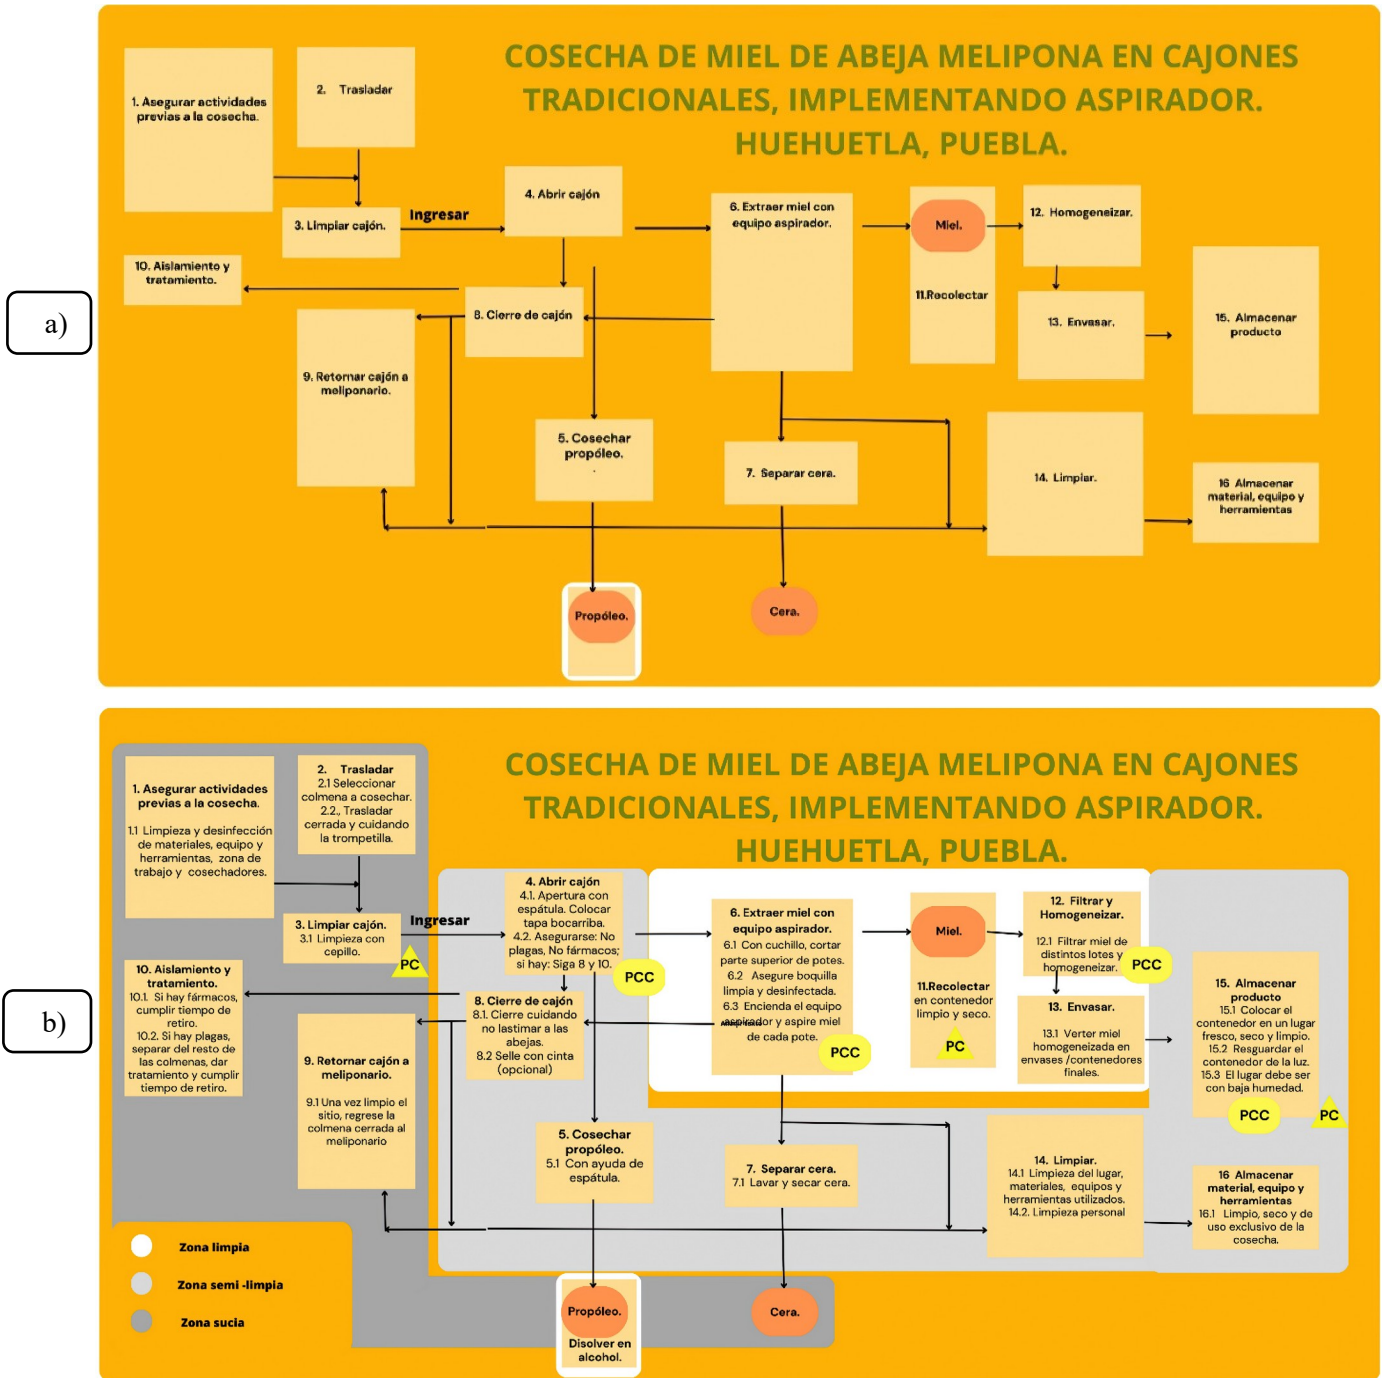 a)
COSECHA DE MIEL DE ABEJA MELIPONA EN CAJONES
TRADICIONALES, IMPLEMENTANDO ASPIRADOR.
HUEHUETLA, PUEBLA.
1. Asegurar actividades
previas a la cosecha.
2. Trasladar
3. Limpiar cajón.
Ingresar
4. Abrir cajón
6. Extraer miel con
equipo aspirador.
Miel.
11.Recolectar
12. Homogeneizar.
10. Aislamiento y
tratamiento.
8. Cierre de cajón
13. Envasar.
15. Almacenar
producto
9. Retornar cajón a
meliponario.
5. Cosechar
propóleo.
.
7. Separar cera.
14. Limpiar.
16 Almacenar
material, equipo y
herramientas
Propóleo.
Cera.
b)
COSECHA DE MIEL DE ABEJA MELIPONA EN CAJONES
TRADICIONALES, IMPLEMENTANDO ASPIRADOR.
HUEHUETLA, PUEBLA.
1. Asegurar actividades
previas a la cosecha.
1.1 Limpieza y desinfección
de materiales, equipo y
herramientas, zona de
trabajo y cosechadores.
2. Trasladar
2.1 Seleccionar
colmena a cosechar.
2.2., Trasladar
cerrada y cuidando
la trompetilla.
3. Limpiar cajón.
3.1 Limpieza con
cepillo.
PC
Ingresar
4. Abrir cajón
4.1. Apertura con
espátula. Colocar
tapa bocarriba.
4.2. Asegurarse: No
plagas, No fármacos;
si hay: Siga 8 y 10.
PCC
6. Extraer miel con
equipo aspirador.
6.1 Con cuchillo, cortar
parte superior de potes.
6.2 Asegure boquilla
limpia y desinfectada.
6.3 Encienda el equipo
aspirador y aspire miel
de cada pote.
PCC
Miel.
11.Recolectar
en contenedor
limpio y seco.
PC
12. Filtrar y
Homogeneizar.
12.1 Filtrar miel de
distintos lotes y
homogeneizar.
PCC
13. Envasar.
13.1 Verter miel
homogeneizada en
envases /contenedores
finales.
15. Almacenar
producto
15.1 Colocar el
contenedor en un lugar
fresco, seco y limpio.
15.2 Resguardar el
contenedor de la luz.
15.3 El lugar debe ser
con baja humedad.
PCC
PC
10. Aislamiento y
tratamiento.
10.1. Si hay fármacos,
cumplir tiempo de
retiro.
10.2. Si hay plagas,
separar del resto de
las colmenas, dar
tratamiento y cumplir
tiempo de retiro.
8. Cierre de cajón
8.1. Cierre cuidando
no lastimar a las
abejas.
8.2 Selle con cinta
(opcional)
9. Retornar cajón a
meliponario.
9.1 Una vez limpio el
sitio, regrese la
colmena cerrada al
meliponario
5. Cosechar
propóleo.
5.1 Con ayuda de
espátula.
7. Separar cera.
7.1 Lavar y secar cera.
14. Limpiar.
14.1 Limpieza del lugar,
materiales, equipos y
herramientas utilizados.
14.2. Limpieza personal
16 Almacenar
material, equipo y
herramientas
16.1 Limpio, seco y de
uso exclusivo de la
cosecha.
Zona limpia
Zona semi -limpia
Zona sucia
Propóleo.
Disolver en
alcohol.
Cera.